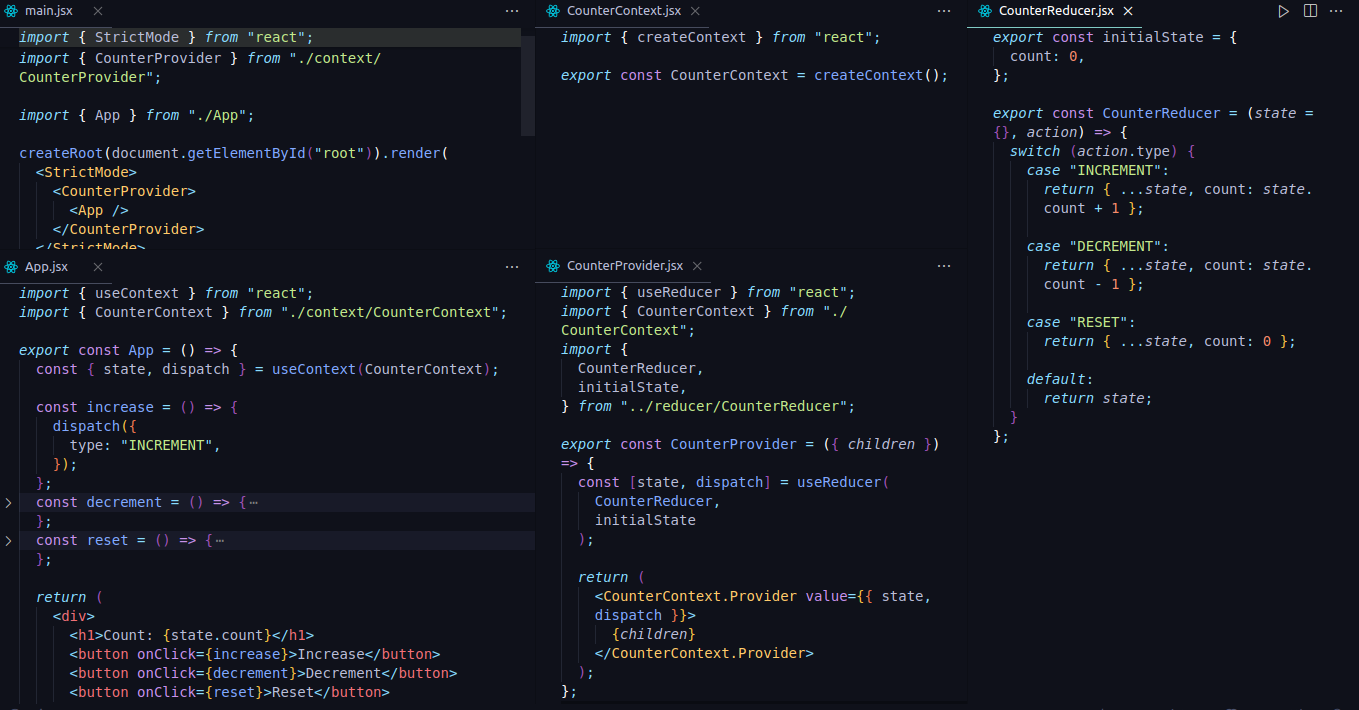 main.jsx
import { StrictMode } from "react";
import { CounterProvider } from "./context/
CounterProvider";
import { App } from "./App";
createRoot(document.getElementById("root")).render(
<StrictMode>
<CounterProvider>
<App />
</CounterProvider>
</StrictMode>
CounterContext.jsx
import { createContext } from "react";
export const CounterContext = createContext();
CounterReducer.jsx
export const initialState = {
count: 0,
};
export const CounterReducer = (state =
{}, action) => {
switch (action.type) {
case "INCREMENT":
return { ...state, count: state.
count + 1 };
case "DECREMENT":
return { ...state, count: state.
count - 1 };
case "RESET":
return { ...state, count: 0 };
default:
return state;
}
};
App.jsx
import { useContext } from "react";
import { CounterContext } from "./context/CounterContext";
export const App = () => {
const { state, dispatch } = useContext(CounterContext);
const increase = () => {
dispatch({
type: "INCREMENT",
});
};
const decrement = () => {⋯
};
const reset = () => {⋯
};
return (
<div>
<h1>Count: {state.count}</h1>
<button onClick={increase}>Increase</button>
<button onClick={decrement}>Decrement</button>
<button onClick={reset}>Reset</button>
CounterProvider.jsx
import { useReducer } from "react";
import { CounterContext } from "./
CounterContext";
import {
CounterReducer,
initialState,
} from "../reducer/CounterReducer";
export const CounterProvider = ({ children })
=> {
const [state, dispatch] = useReducer(
CounterReducer,
initialState
);
return (
<CounterContext.Provider value={{ state,
dispatch }}>
{children}
</CounterContext.Provider>
);
};